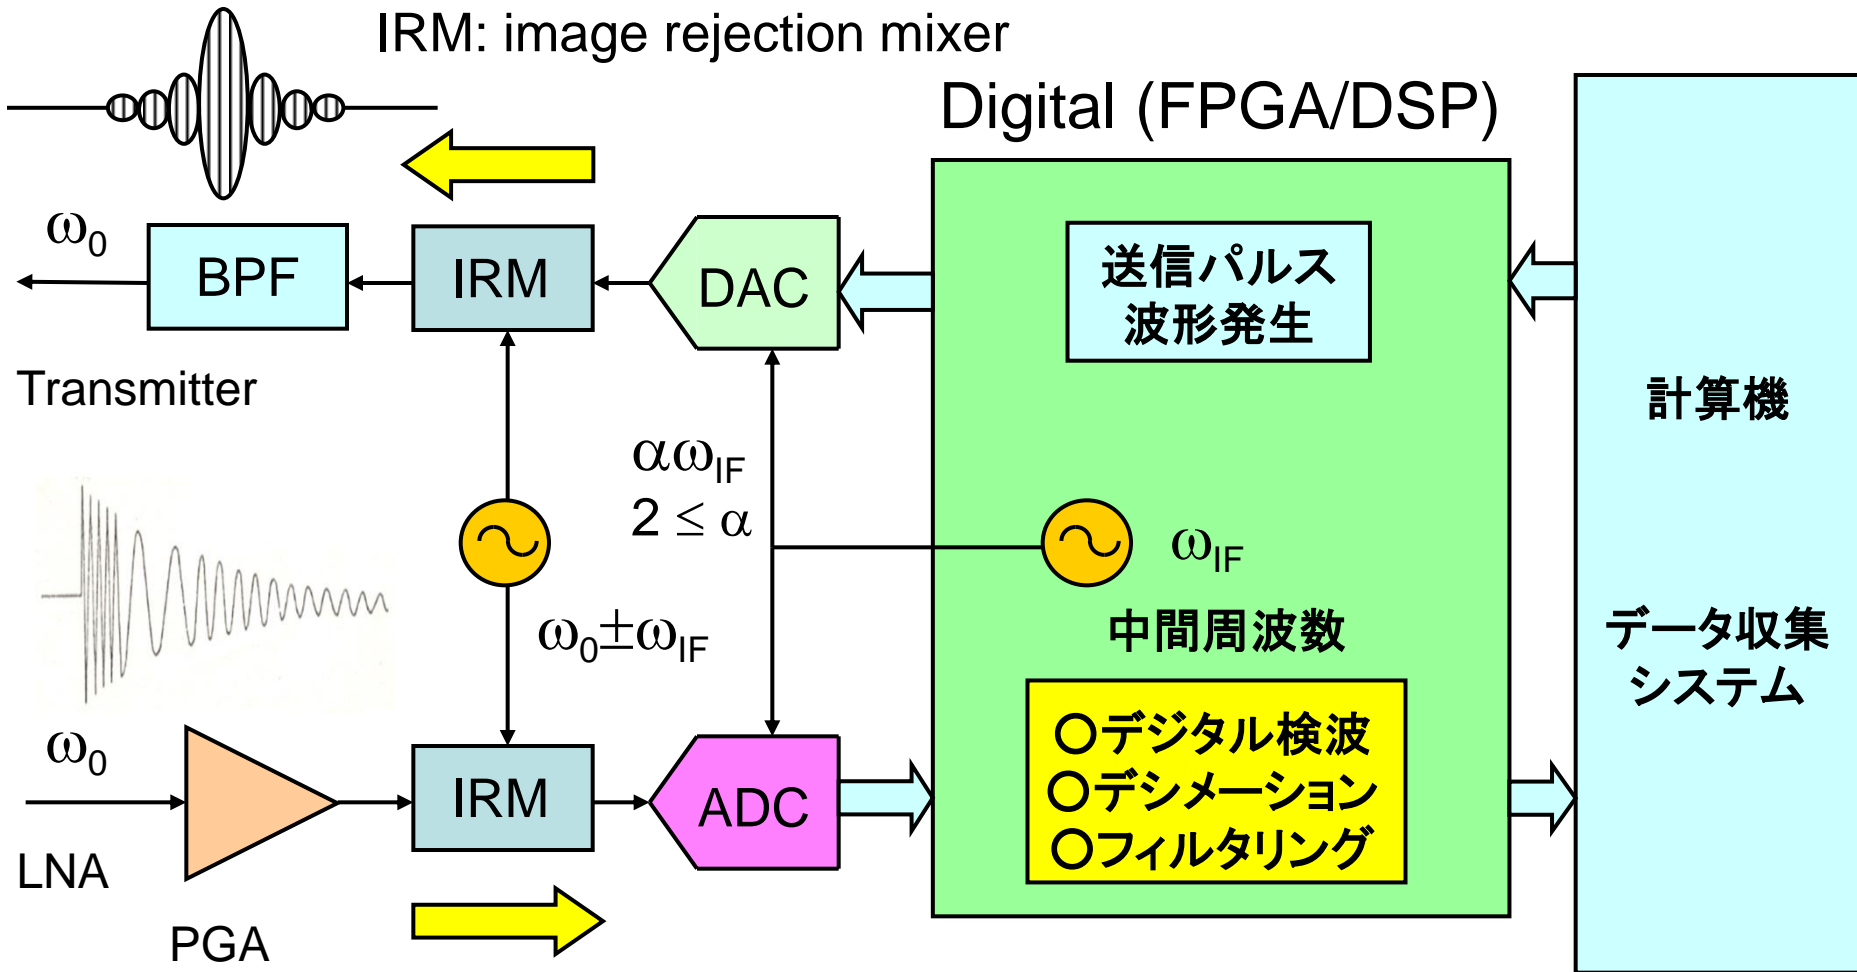 IRM: image rejection mixer
Digital (FPGA/DSP)
ω₀
BPF
IRM
DAC
送信パルス
波形発生
Transmitter
計算機
αω_IF
2 ≤ α
ω_IF
ω₀±ω_IF
中間周波数
データ収集
システム
ω₀
IRM
ADC
○デジタル検波
○デシメーション
○フィルタリング
LNA
PGA